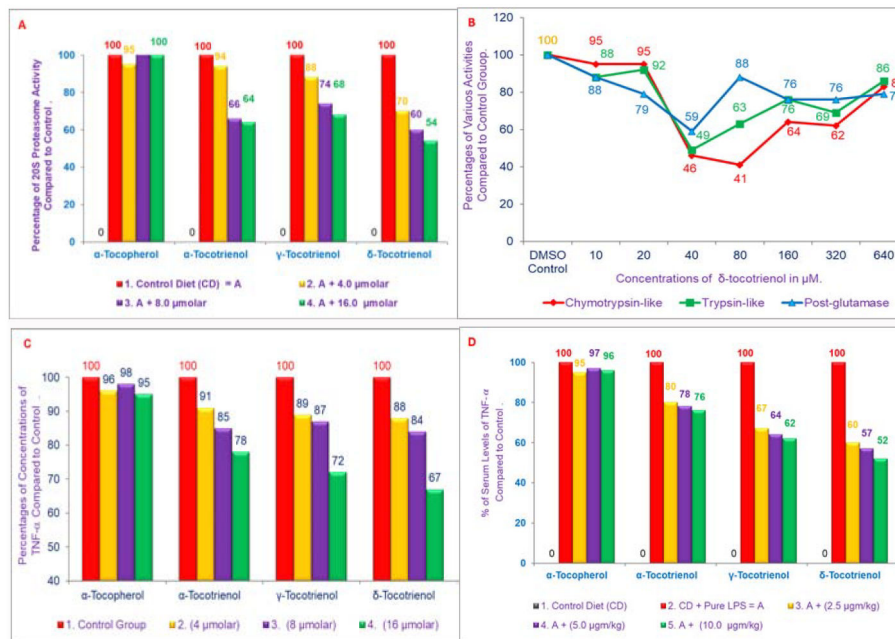 A
Percentage of 20S Proteasome Activity
Compared to Control .
100
80
60
40
20
0
100 95 100
100 94 66 64
100 88 74 68
100 70 60 54
0 0 0 0
α-Tocopherol α-Tocotrienol γ-Tocotrienol δ-Tocotrienol
1. Control Diet (CD) = A 2. A + 4.0 µmolar
3. A + 8.0 µmolar 4. A + 16.0 µmolar
B
Percentages of Variuos Activities
Compared to Control Gruoop.
120
100
80
60
40
20
0
100 95 95 46 41 64 62
88 92 49 63 76 69 86
88 79 59 88 76 76
DMSO
Control 10 20 40 80 160 320 640
Concentrations of δ-tocotrienol in µM.
Chymotrypsin-like Trypsin-like Post-glutamase
C
Percentages of Concentrations of
TNF-α Compared to Control .
100
90
80
70
60
50
40
100 96 98 95
100 91 85 78
100 89 87 72
100 88 84 67
α-Tocopherol α-Tocotrienol γ-Tocotrienol δ-Tocotrienol
1. Control Group 2. (4 µmolar) 3. (8 µmolar) 4. (16 µmolar)
D
% of Serum Levels of TNF-α
Compared to Control .
100
80
60
40
20
0
100 95 97 96
100 80 78 76
100 67 64 62
100 60 57 52
0 0 0 0
α-Tocopherol α-Tocotrienol γ-Tocotrienol δ-Tocotrienol
1. Control Diet (CD) 2. CD + Pure LPS = A 3. A + (2.5 µgm/kg)
4. A + (5.0 µgm/kg) 5. A + (10.0 µgm/kg)